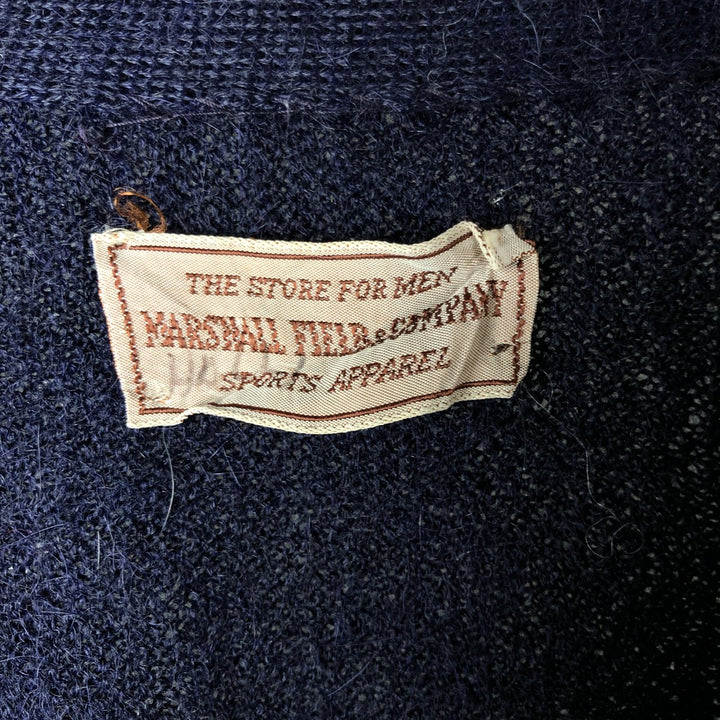 THE STORE FOR MEN
MARSHALL FIELD & COMPANY
SPORTS APPAREL